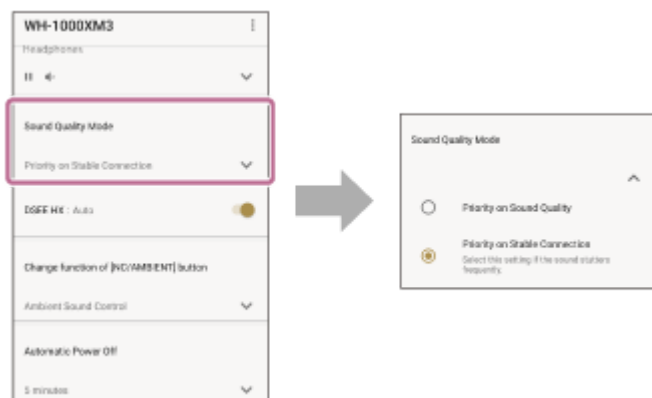 WH-1000XM3
Headphones
Sound Quality Mode
Priority on Stable Connection
DSEE HX : Auto
Change function of [NC/AMBIENT] button
Ambient Sound Control
Automatic Power Off
5 minutes
Sound Quality Mode
Priority on Sound Quality
Priority on Stable Connection
Select this setting if the sound stutters
frequently.